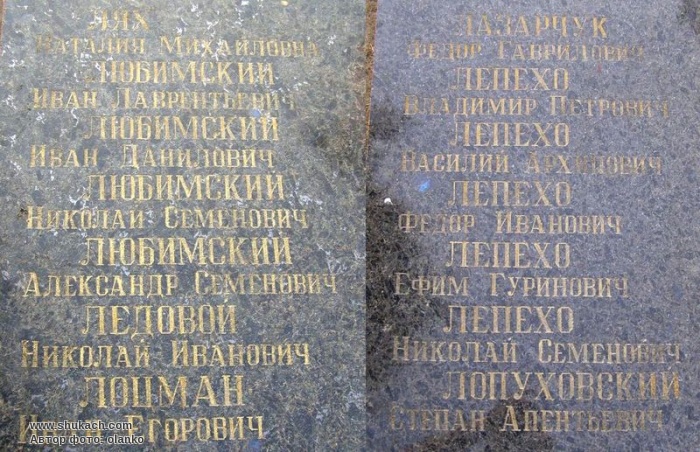 ЛЯХ
НАТАЛИЯ МИХАЙЛОВНА
ЛЮБИМСКИЙ
ИВАН ЛАВРЕНТЬЕВИЧ
ЛЮБИМСКИЙ
ИВАН ДАНИЛОВИЧ
ЛЮБИМСКИЙ
НИКОЛАЙ СЕМЕНОВИЧ
ЛЮБИМСКИЙ
АЛЕКСАНДР СЕМЕНОВИЧ
ЛЕДОВОЙ
НИКОЛАЙ ИВАНОВИЧ
ЛОЦМАН
ИВАН ЕГОРОВИЧ
ЛАЗАРЧУК
ФЕДОР ГАВРИЛОВИЧ
ЛЕПЕХО
ВЛАДИМИР ПЕТРОВИЧ
ЛЕПЕХО
ВАСИЛИЙ АРХИПОВИЧ
ЛЕПЕХО
ФЕДОР ИВАНОВИЧ
ЛЕПЕХО
ЕФИМ ГУРИНОВИЧ
ЛЕПЕХО
НИКОЛАЙ СЕМЕНОВИЧ
ЛОПУХОВСКИЙ
СТЕПАН АПЕНТЬЕВИЧ
www.shukach.com
Автор фото: olanko